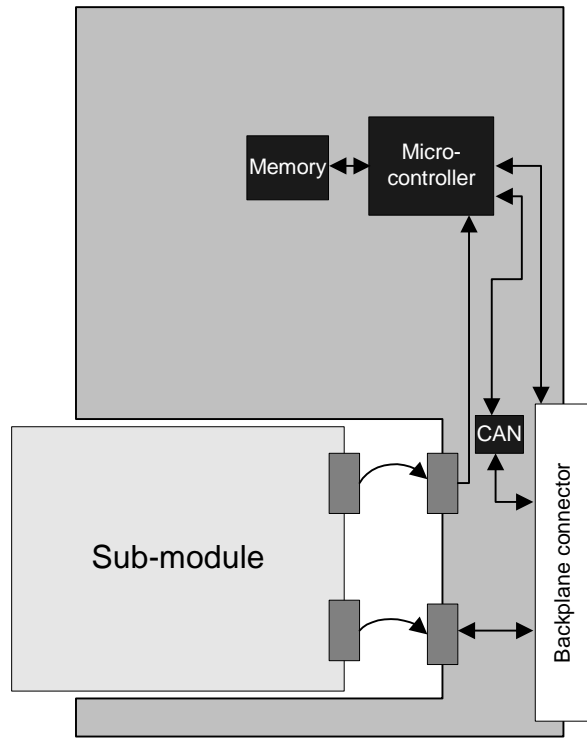 Memory
Micro-
controller
CAN
Sub-module
Backplane connector